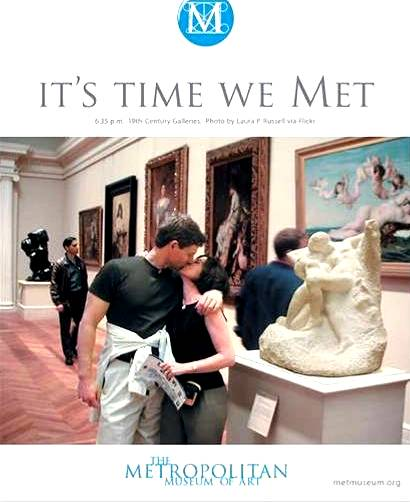 M
IT'S TIME WE MET
6:35 p.m. 19th Century Galleries. Photo by Laura P. Russell via Flickr
THE
METROPOLITAN
MUSEUM OF ART
metmuseum.org